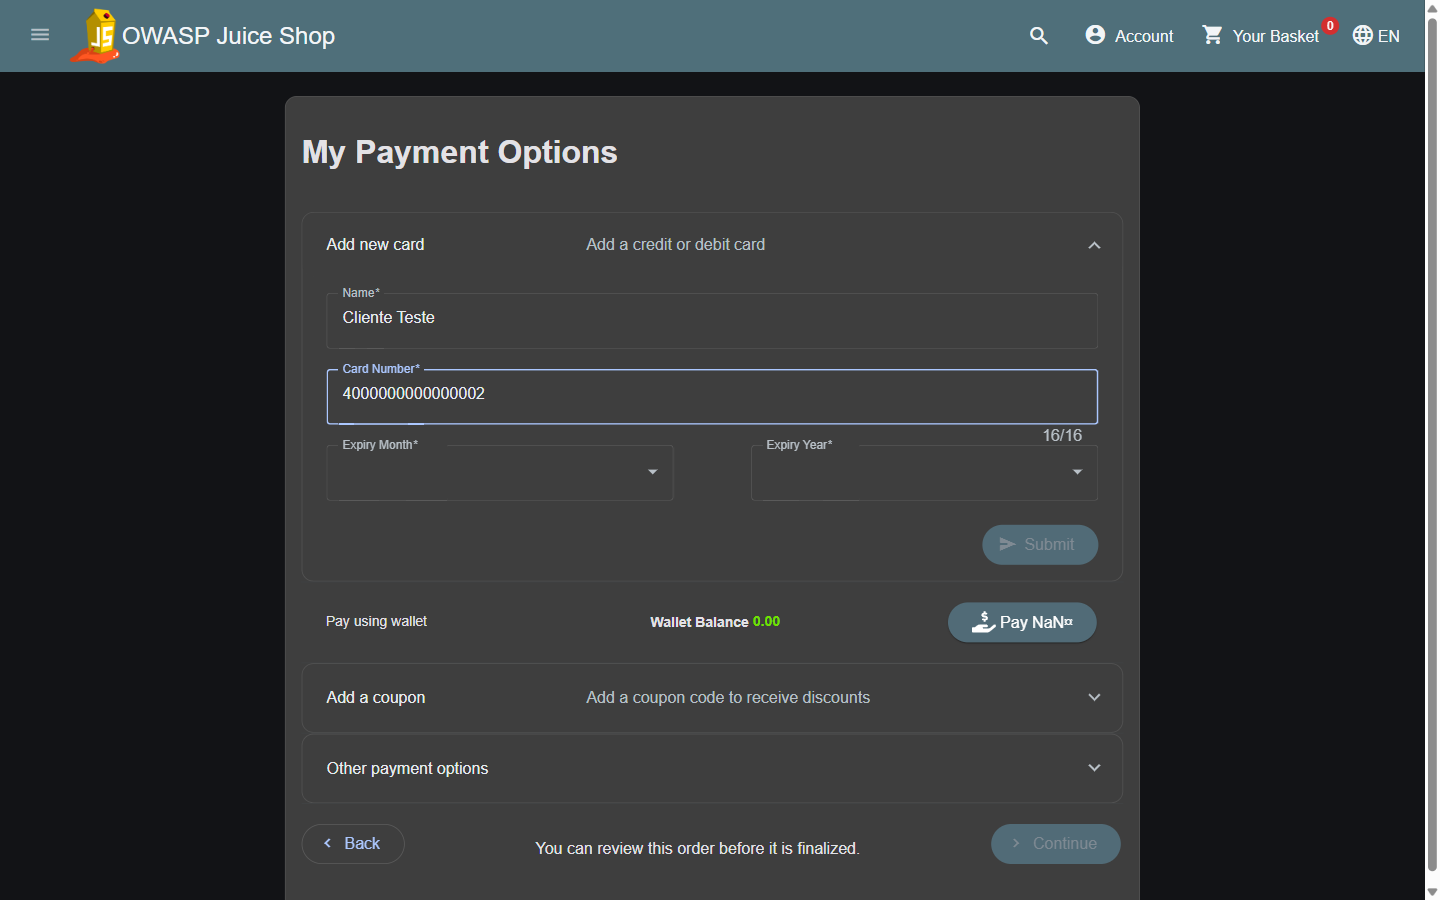 JS
OWASP Juice Shop
Account
Your Basket
0
EN
My Payment Options
Add new card
Add a credit or debit card
Name*
Cliente Teste
Card Number*
4000000000000002
16/16
Expiry Month*
Expiry Year*
Submit
Pay using wallet
Wallet Balance 0.00
$
Pay NaN¤
Add a coupon
Add a coupon code to receive discounts
Other payment options
Back
You can review this order before it is finalized.
Continue